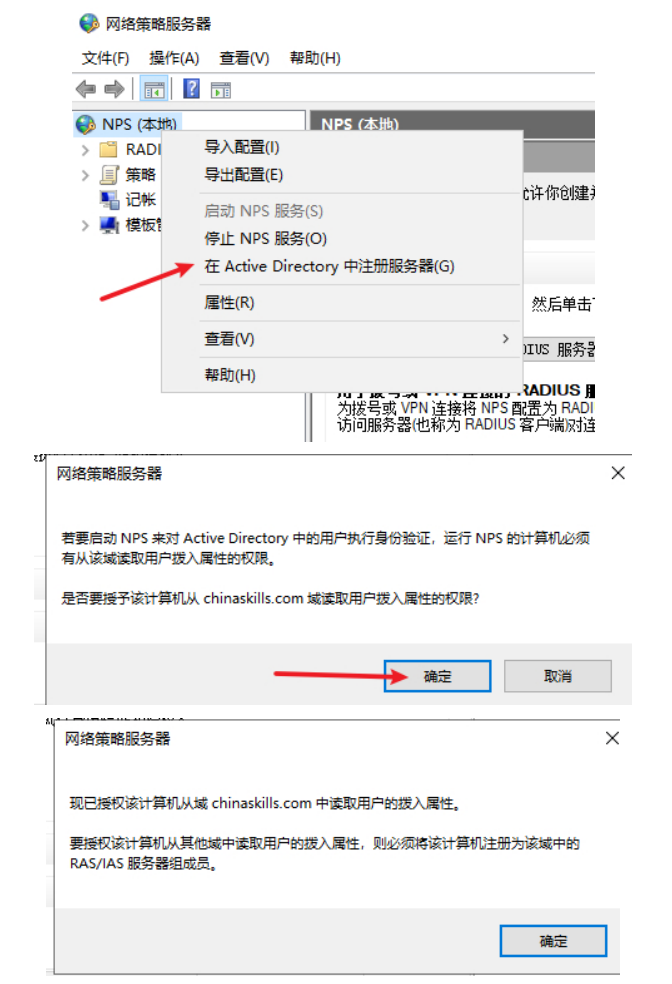 网络策略服务器
文件(F) 操作(A) 查看(V) 帮助(H)
NPS (本地)
NPS (本地)
RADI
策略
记帐
模板
导入配置(I)
导出配置(E)
启动 NPS 服务(S)
停止 NPS 服务(O)
在 Active Directory 中注册服务器(G)
属性(R)
查看(V)
帮助(H)
允许你创建
然后单击
DIUS 服务器
RADIUS
为拨号或 VPN 连接将 NPS 配置为 RADI
访问服务器(也称为 RADIUS 客户端)对连
网络策略服务器
若要启动 NPS 来对 Active Directory 中的用户执行身份验证，运行 NPS 的计算机必须
有从该域读取用户拨入属性的权限。
是否要授予该计算机从 chinaskills.com 域读取用户拨入属性的权限?
确定 取消
网络策略服务器
现已授权该计算机从域 chinaskills.com 中读取用户的拨入属性。
要授权该计算机从其他域中读取用户的拨入属性，则必须将该计算机注册为该域中的
RAS/IAS 服务器组成员。
确定